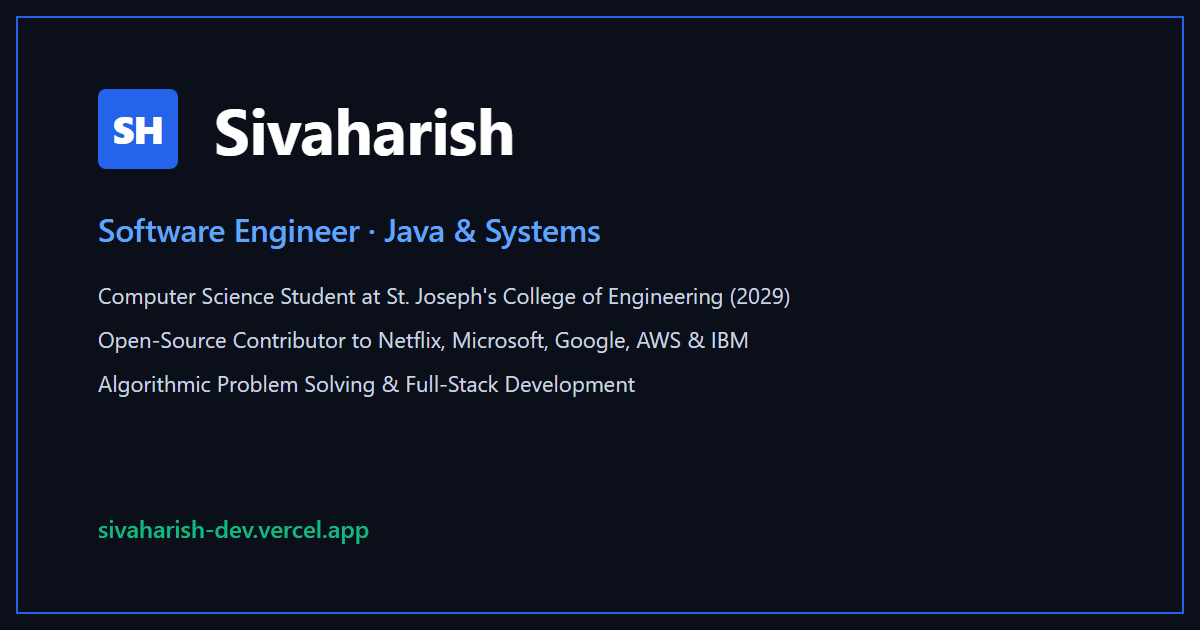 SH
Sivaharish
Software Engineer · Java & Systems
Computer Science Student at St. Joseph's College of Engineering (2029)
Open-Source Contributor to Netflix, Microsoft, Google, AWS & IBM
Algorithmic Problem Solving & Full-Stack Development
sivaharish-dev.vercel.app